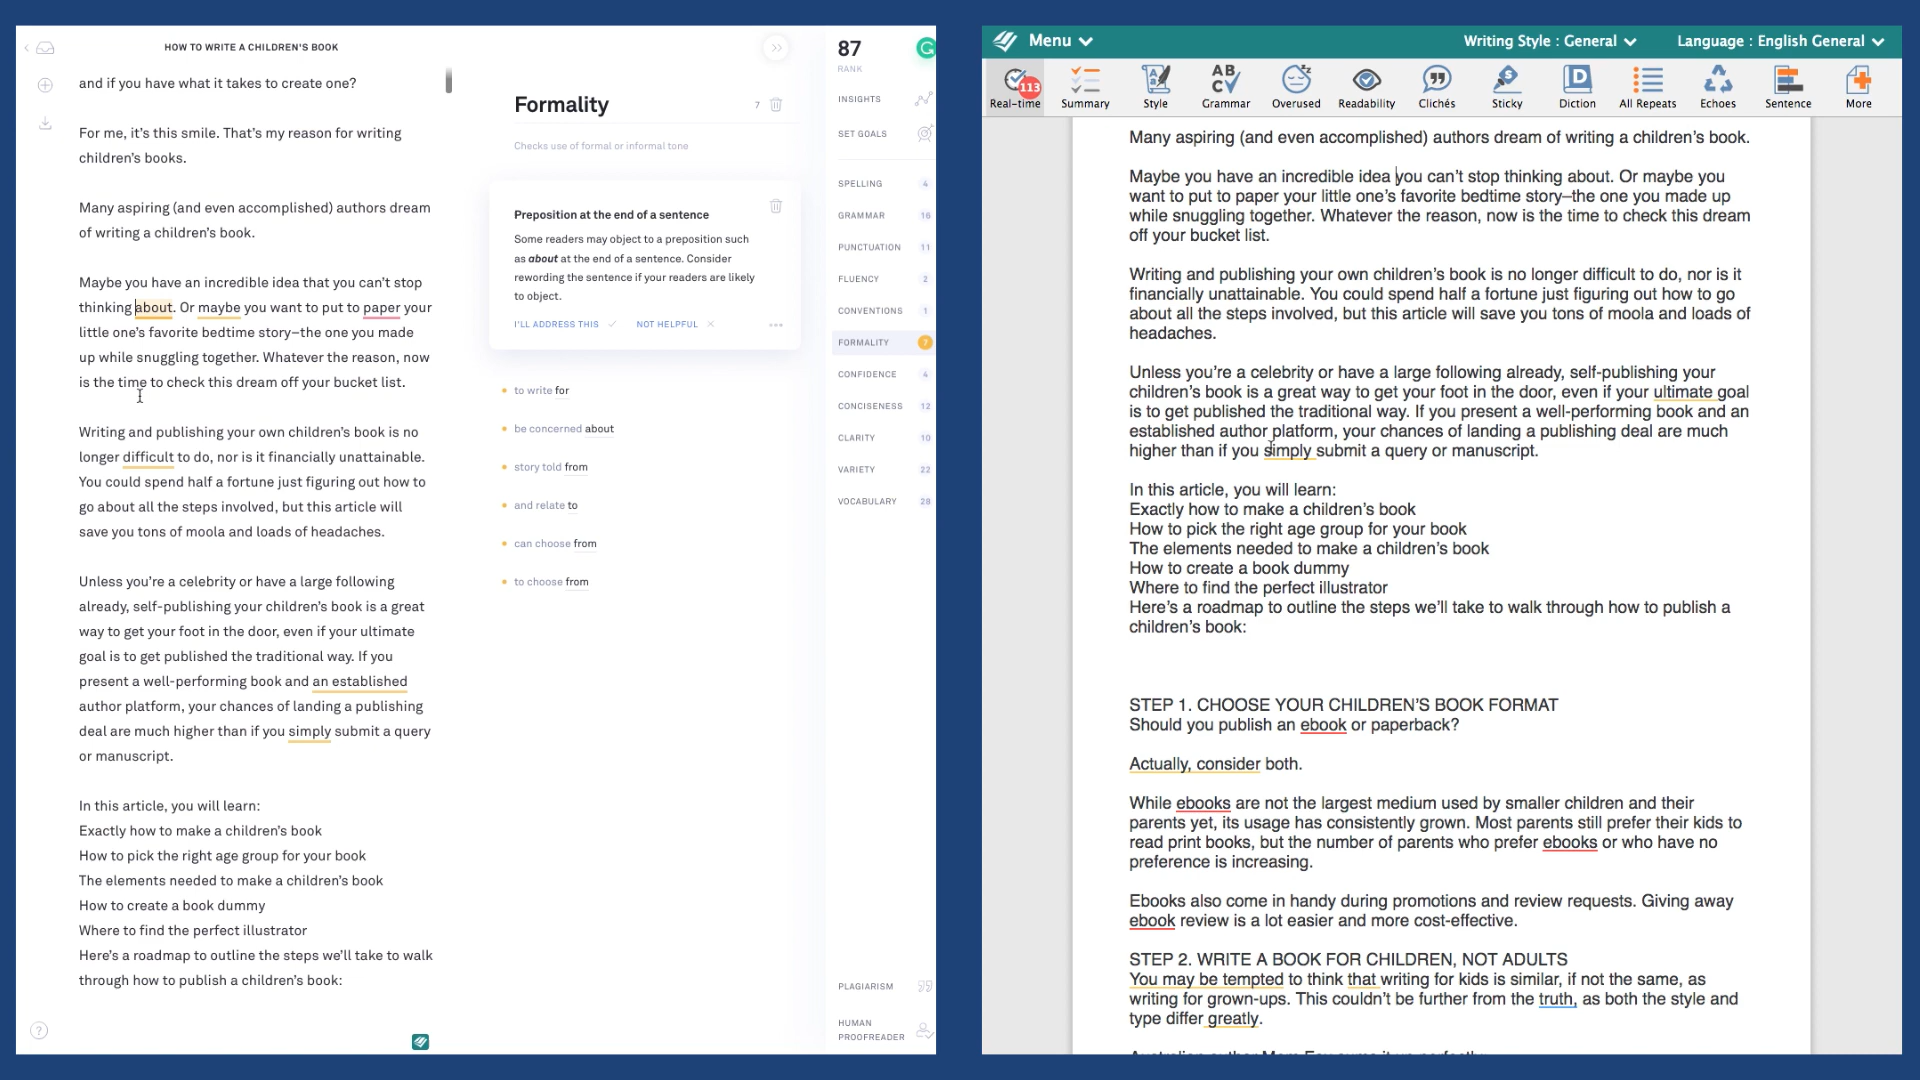 HOW TO WRITE A CHILDREN'S BOOK
and if you have what it takes to create one?
For me, it's this smile. That's my reason for writing
children's books.
Many aspiring (and even accomplished) authors dream
of writing a children's book.
Maybe you have an incredible idea that you can't stop
thinking about. Or maybe you want to put to paper your
little one's favorite bedtime story–the one you made
up while snuggling together. Whatever the reason, now
is the time to check this dream off your bucket list.
Writing and publishing your own children's book is no
longer difficult to do, nor is it financially unattainable.
You could spend half a fortune just figuring out how to
go about all the steps involved, but this article will
save you tons of moola and loads of headaches.
Unless you're a celebrity or have a large following
already, self-publishing your children's book is a great
way to get your foot in the door, even if your ultimate
goal is to get published the traditional way. If you
present a well-performing book and an established
author platform, your chances of landing a publishing
deal are much higher than if you simply submit a query
or manuscript.
In this article, you will learn:
Exactly how to make a children's book
How to pick the right age group for your book
The elements needed to make a children's book
How to create a book dummy
Where to find the perfect illustrator
Here's a roadmap to outline the steps we'll take to walk
through how to publish a children's book:
?
Formality 7
Checks use of formal or informal tone
Preposition at the end of a sentence
Some readers may object to a preposition such
as about at the end of a sentence. Consider
rewording the sentence if your readers are likely
to object.
I'LL ADDRESS THIS NOT HELPFUL
to write for
be concerned about
story told from
and relate to
can choose from
to choose from
87
RANK
INSIGHTS
SET GOALS
SPELLING 4
GRAMMAR 16
PUNCTUATION 11
FLUENCY 2
CONVENTIONS 1
FORMALITY 7
CONFIDENCE 4
CONCISENESS 12
CLARITY 10
VARIETY 22
VOCABULARY 28
PLAGIARISM
HUMAN
PROOFREADER
Menu Writing Style : General Language : English General
113
Real-time Summary Style Grammar Overused Readability Clichés Sticky Diction All Repeats Echoes Sentence More
Many aspiring (and even accomplished) authors dream of writing a children's book.
Maybe you have an incredible idea you can't stop thinking about. Or maybe you
want to put to paper your little one's favorite bedtime story–the one you made up
while snuggling together. Whatever the reason, now is the time to check this dream
off your bucket list.
Writing and publishing your own children's book is no longer difficult to do, nor is it
financially unattainable. You could spend half a fortune just figuring out how to go
about all the steps involved, but this article will save you tons of moola and loads of
headaches.
Unless you're a celebrity or have a large following already, self-publishing your
children's book is a great way to get your foot in the door, even if your ultimate goal
is to get published the traditional way. If you present a well-performing book and an
established author platform, your chances of landing a publishing deal are much
higher than if you simply submit a query or manuscript.
In this article, you will learn:
Exactly how to make a children's book
How to pick the right age group for your book
The elements needed to make a children's book
How to create a book dummy
Where to find the perfect illustrator
Here's a roadmap to outline the steps we'll take to walk through how to publish a
children's book:
STEP 1. CHOOSE YOUR CHILDREN'S BOOK FORMAT
Should you publish an ebook or paperback?
Actually, consider both.
While ebooks are not the largest medium used by smaller children and their
parents yet, its usage has consistently grown. Most parents still prefer their kids to
read print books, but the number of parents who prefer ebooks or who have no
preference is increasing.
Ebooks also come in handy during promotions and review requests. Giving away
ebook review is a lot easier and more cost-effective.
STEP 2. WRITE A BOOK FOR CHILDREN, NOT ADULTS
You may be tempted to think that writing for kids is similar, if not the same, as
writing for grown-ups. This couldn't be further from the truth, as both the style and
type differ greatly.